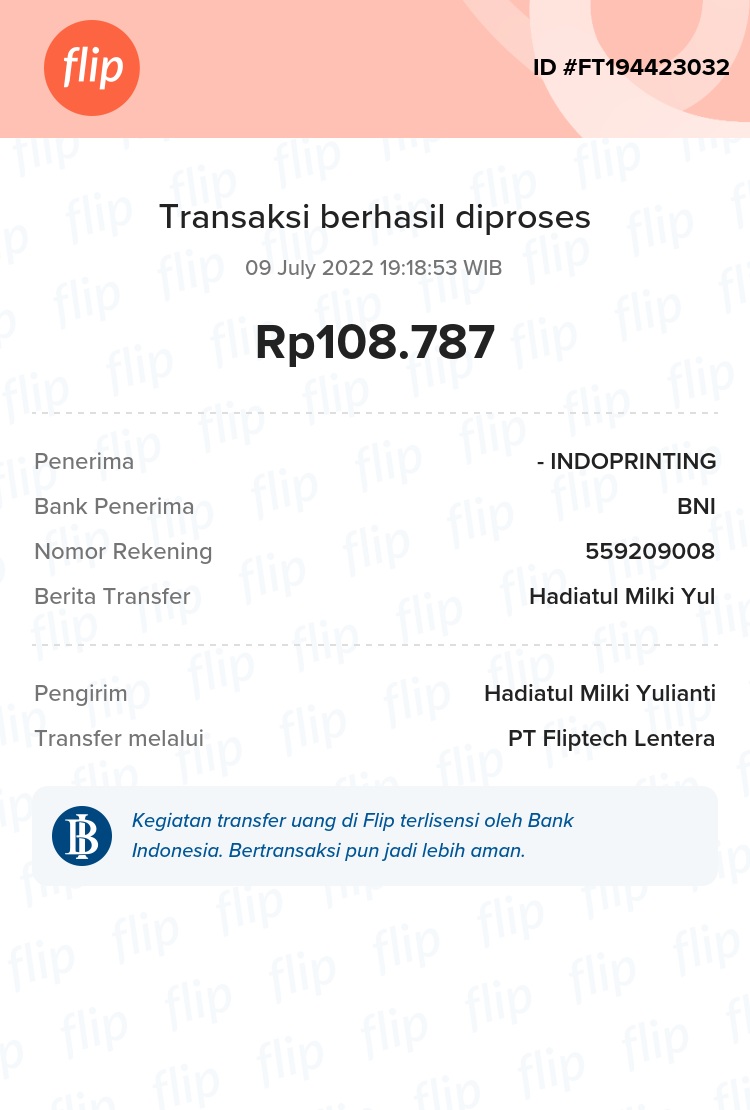 flip
ID #FT194423032
Transaksi berhasil diproses
09 July 2022 19:18:53 WIB
Rp108.787
Penerima - INDOPRINTING
Bank Penerima BNI
Nomor Rekening 559209008
Berita Transfer Hadiatul Milki Yul
Pengirim Hadiatul Milki Yulianti
Transfer melalui PT Fliptech Lentera
Kegiatan transfer uang di Flip terlisensi oleh Bank
Indonesia. Bertransaksi pun jadi lebih aman.